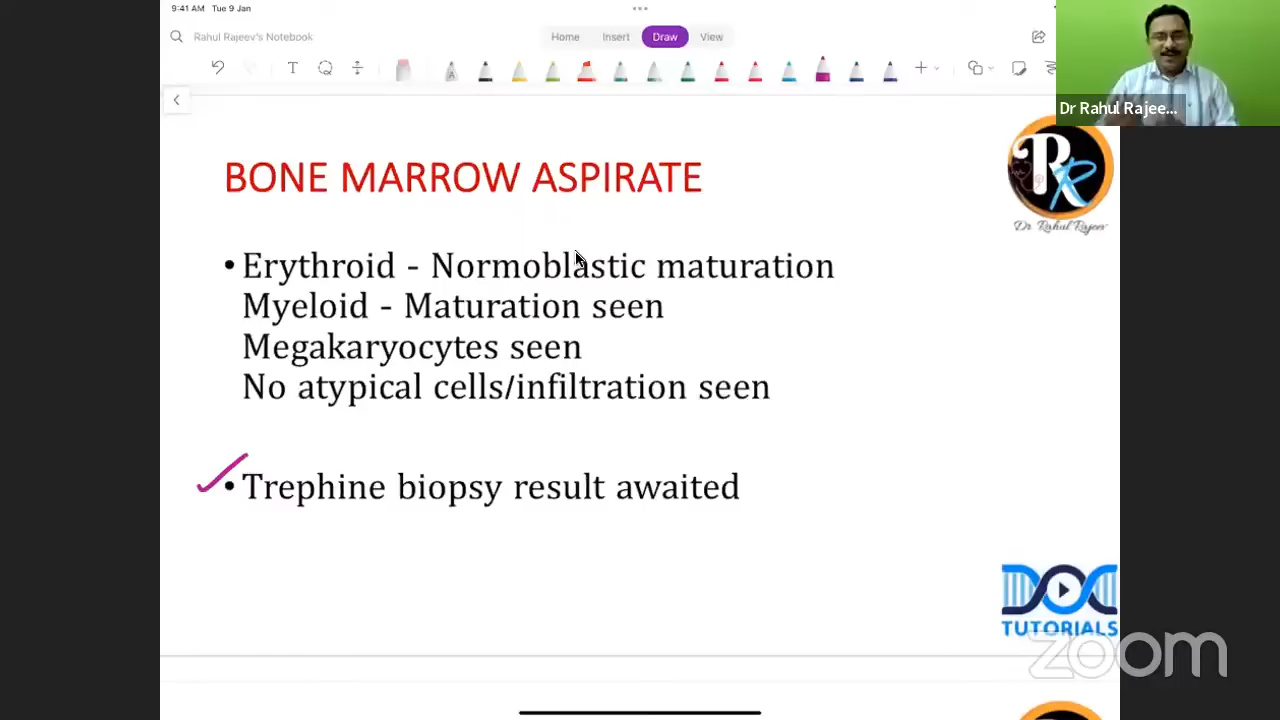 9:41 AM Tue 9 Jan
Rahul Rajeev's Notebook
Home Insert Draw View
Dr Rahul Rajee...
BONE MARROW ASPIRATE
R R
Dr Rahul Rajeev
• Erythroid - Normoblastic maturation
Myeloid - Maturation seen
Megakaryocytes seen
No atypical cells/infiltration seen
• Trephine biopsy result awaited
DOC
TUTORIALS
zoom